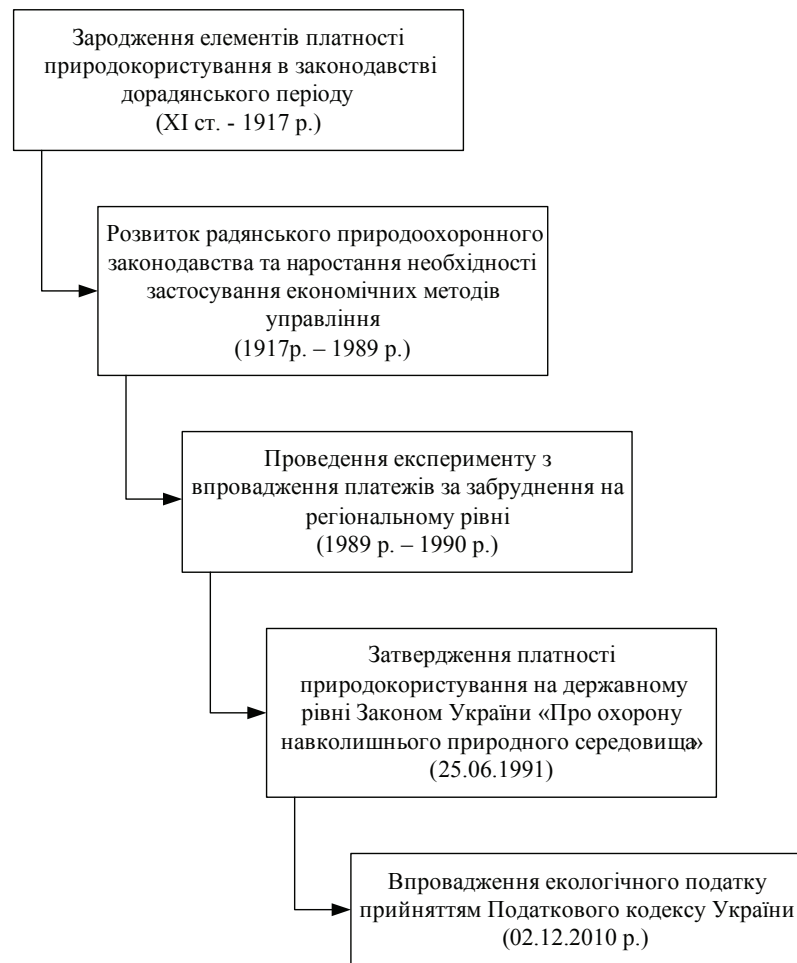 Зародження елементів платності
природокористування в законодавстві
дорадянського періоду
(XI ст. - 1917 р.)
Розвиток радянського природоохоронного
законодавства та наростання необхідності
застосування економічних методів
управління
(1917р. – 1989 р.)
Проведення експерименту з
впровадження платежів за забруднення на
регіональному рівні
(1989 р. – 1990 р.)
Затвердження платності
природокористування на державному
рівні Законом України «Про охорону
навколишнього природного середовища»
(25.06.1991)
Впровадження екологічного податку
прийняттям Податкового кодексу України
(02.12.2010 р.)